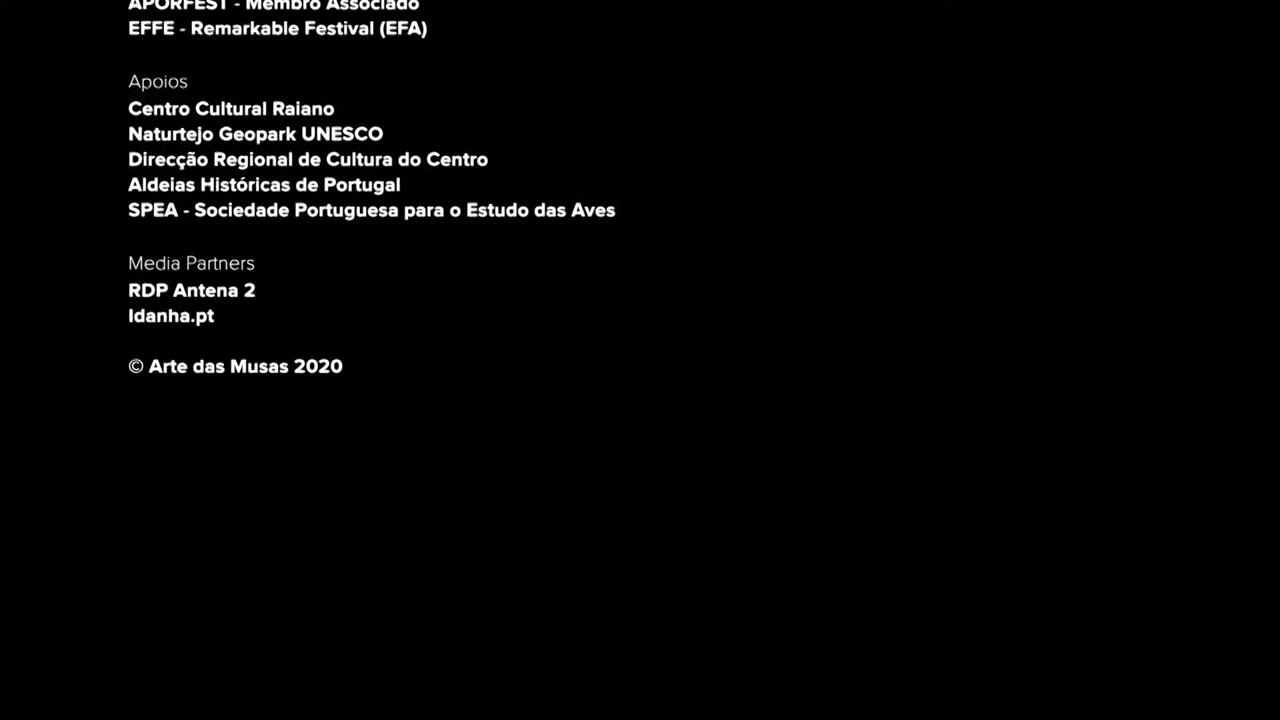 APORFEST - Membro Associado
EFFE - Remarkable Festival (EFA)
Apoios
Centro Cultural Raiano
Naturtejo Geopark UNESCO
Direcção Regional de Cultura do Centro
Aldeias Históricas de Portugal
SPEA - Sociedade Portuguesa para o Estudo das Aves
Media Partners
RDP Antena 2
Idanha.pt
© Arte das Musas 2020